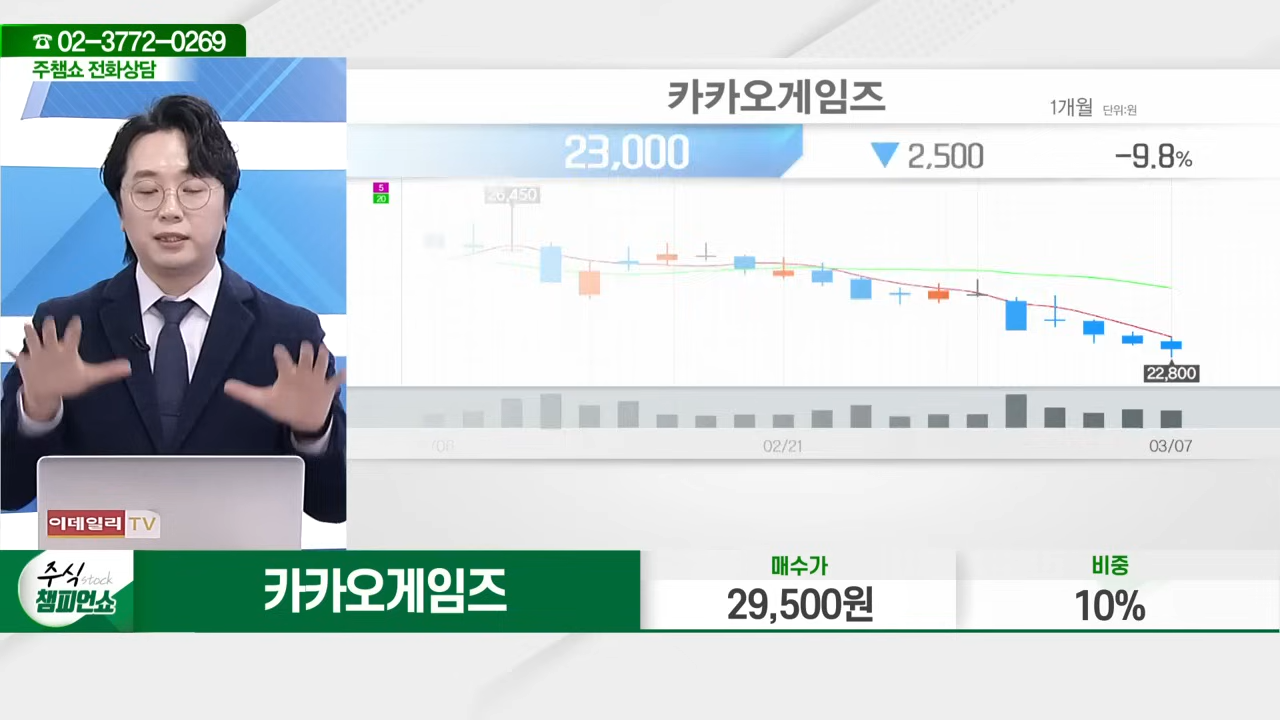 ☎ 02-3772-0269
주챔쇼 전화상담
카카오게임즈
1개월 단위:원
23,000 ▼ 2,500 -9.8%
5
20
26,450
22,800
02/21 03/07
이데일리 TV
주식 stock
챔피언쇼
카카오게임즈
매수가
29,500원
비중
10%